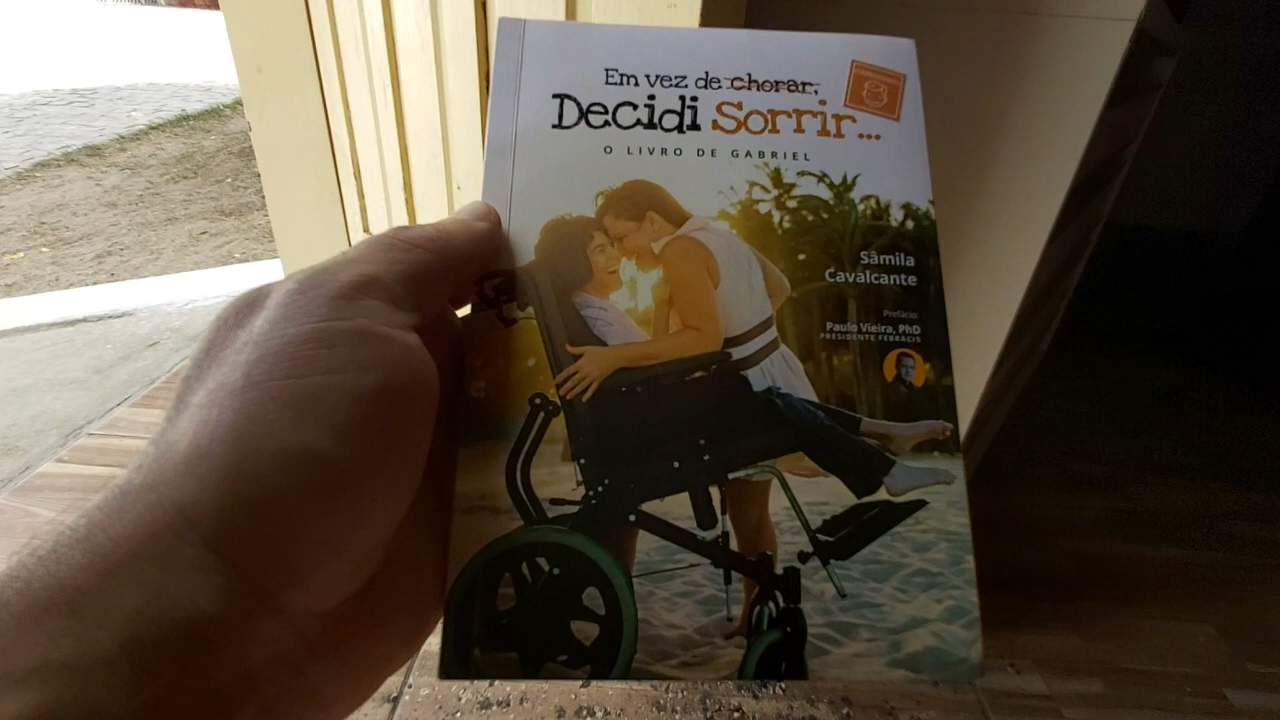 Em vez de chorar,
Decidi Sorrir...
O LIVRO DE GABRIEL
Sâmila
Cavalcante
Prefácio:
Paulo Vieira, PhD
PRESIDENTE FEBRACIS